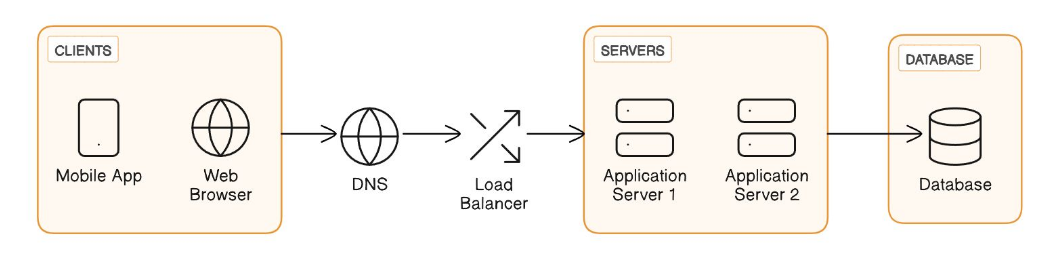 CLIENTS
Mobile App
Web
Browser
DNS
Load
Balancer
SERVERS
Application
Server 1
Application
Server 2
DATABASE
Database